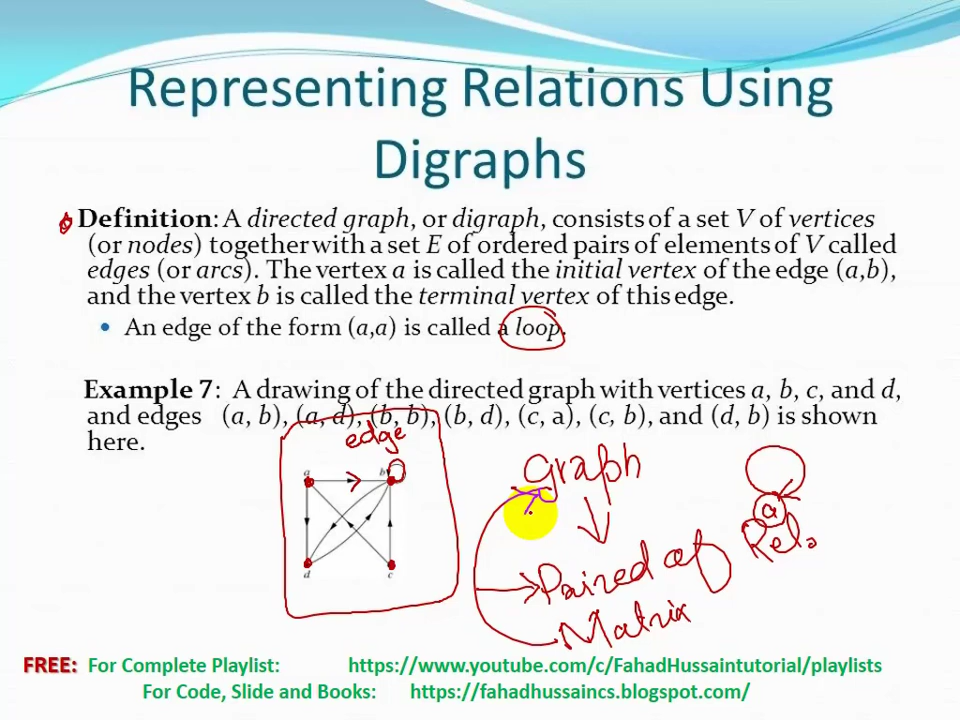 Representing Relations Using
Digraphs
Definition: A directed graph, or digraph, consists of a set V of vertices
(or nodes) together with a set E of ordered pairs of elements of V called
edges (or arcs). The vertex a is called the initial vertex of the edge (a,b),
and the vertex b is called the terminal vertex of this edge.
• An edge of the form (a,a) is called a loop.
Example 7: A drawing of the directed graph with vertices a, b, c, and d,
and edges (a, b), (a, d), (b, b), (b, d), (c, a), (c, b), and (d, b) is shown
here.
edge
a b
d c
graph
a
Paired of Rel.
Matrix
FREE: For Complete Playlist: https://www.youtube.com/c/FahadHussaintutorial/playlists
For Code, Slide and Books: https://fahadhussaincs.blogspot.com/